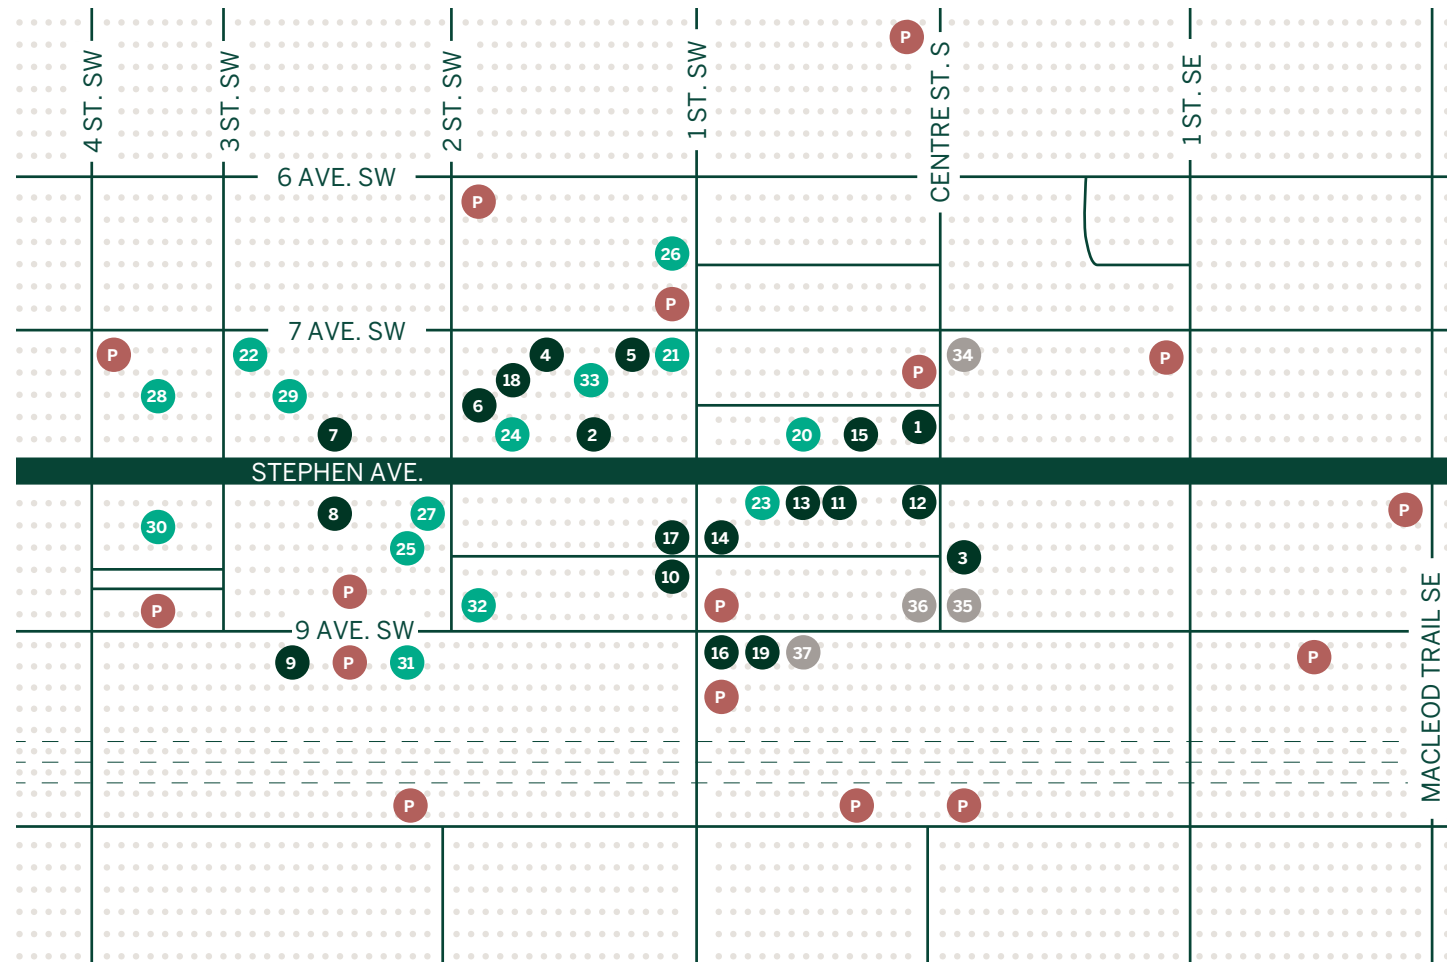 P
4 ST. SW
3 ST. SW
2 ST. SW
1 ST. SW
CENTRE ST. S
1 ST. SE
6 AVE. SW
P
26
P
7 AVE. SW
P
22
4
5
21
34
P
P
18
33
28
29
6
7
24
2
20
15
1
STEPHEN AVE.
23
13
11
12
P
8
27
30
17
14
25
3
10
P
P
32
P
36
35
9 AVE. SW
16
19
37
P
9
P
31
P
MACLEOD TRAIL SE
P
P
P